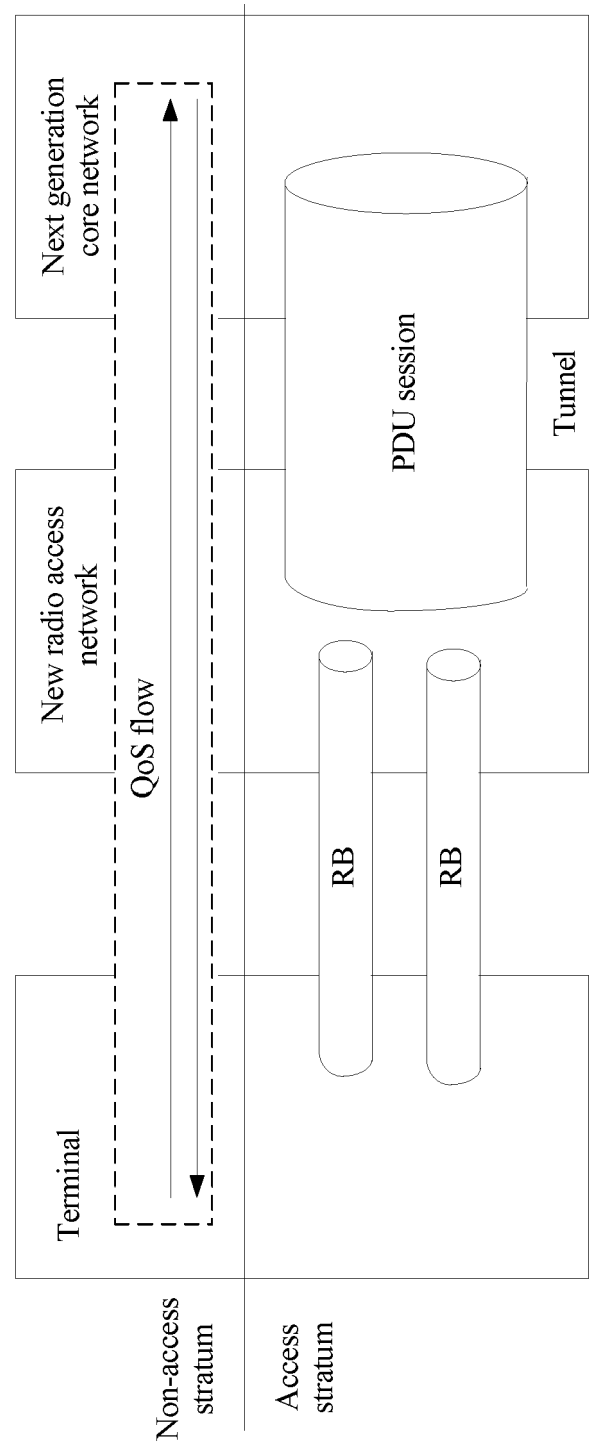 Terminal
New radio access
network
Next generation
core network
QoS flow
Non-access
stratum
Access
stratum
RB
RB
PDU session
Tunnel